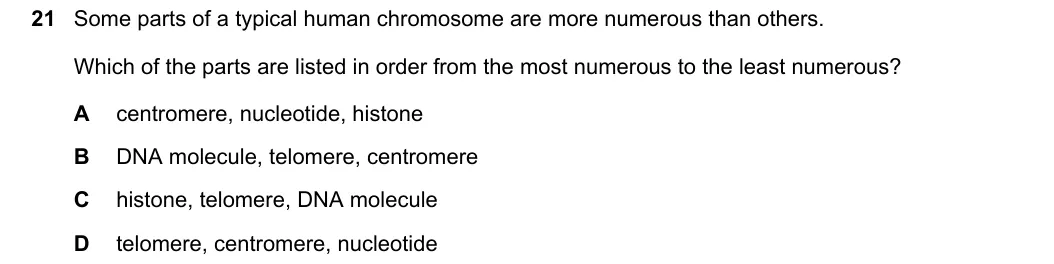 21 Some parts of a typical human chromosome are more numerous than others.
Which of the parts are listed in order from the most numerous to the least numerous?
A centromere, nucleotide, histone
B DNA molecule, telomere, centromere
C histone, telomere, DNA molecule
D telomere, centromere, nucleotide